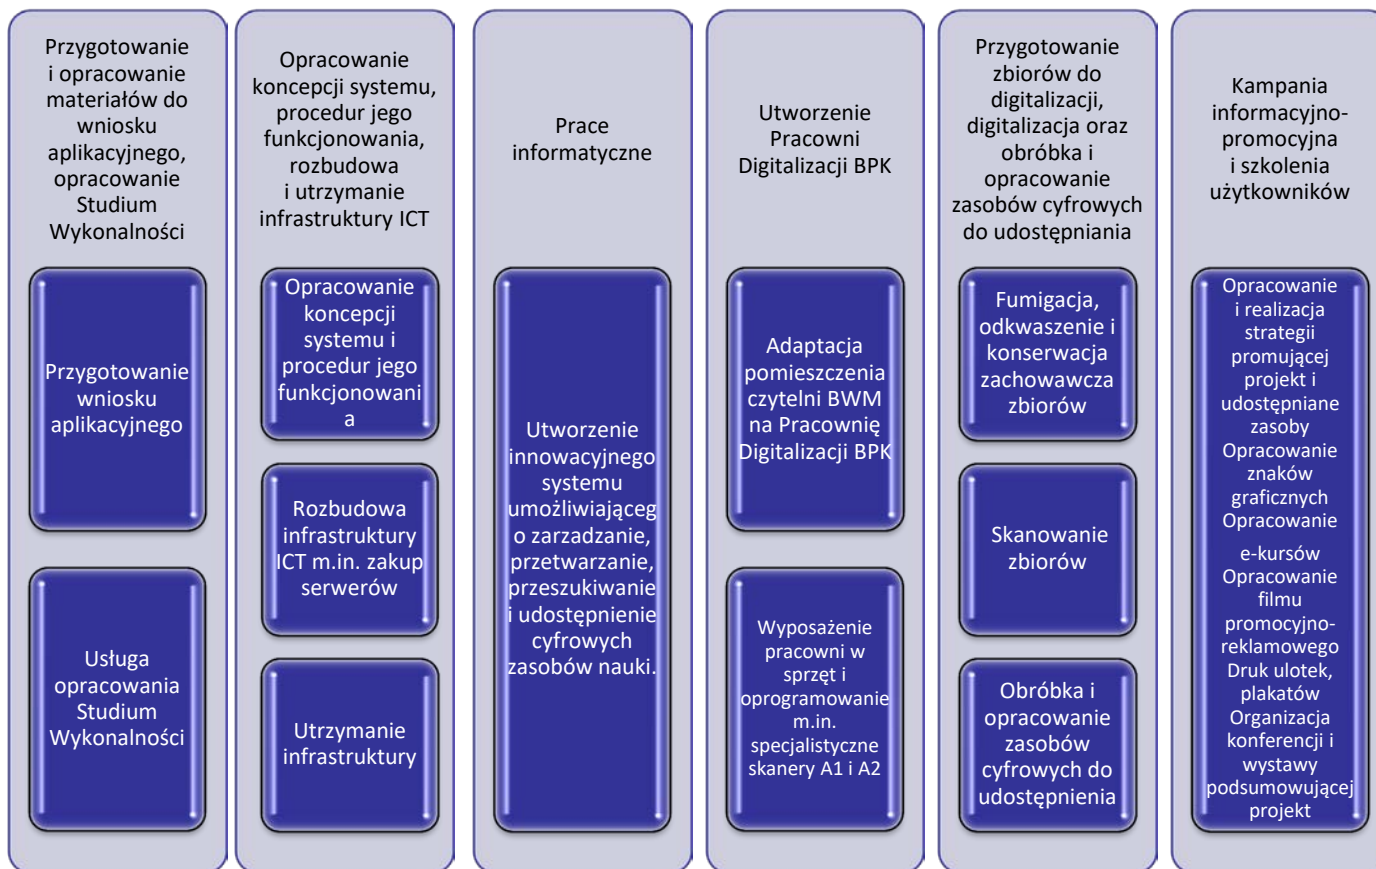 Przygotowanie
i opracowanie
materiałów do
wniosku
aplikacyjnego,
opracowanie
Studium
Wykonalności
Przygotowanie
wniosku
aplikacyjnego
Usługa
opracowania
Studium
Wykonalności
Opracowanie
koncepcji systemu,
procedur jego
funkcjonowania,
rozbudowa
i utrzymanie
infrastruktury ICT
Opracowanie
koncepcji
systemu i
procedur jego
funkcjonowani
a
Rozbudowa
infrastruktury
ICT m.in. zakup
serwerów
Utrzymanie
infrastruktury
Prace
informatyczne
Utworzenie
innowacyjnego
systemu
umożliwiająceg
o zarzadzanie,
przetwarzanie,
przeszukiwanie
i udostępnienie
cyfrowych
zasobów nauki.
Utworzenie
Pracowni
Digitalizacji BPK
Adaptacja
pomieszczenia
czytelni BWM
na Pracownię
Digitalizacji BPK
Wyposażenie
pracowni w
sprzęt i
oprogramowanie
m.in.
specjalistyczne
skanery A1 i A2
Przygotowanie
zbiorów do
digitalizacji,
digitalizacja oraz
obróbka i
opracowanie
zasobów cyfrowych
do udostępniania
Fumigacja,
odkwaszenie i
konserwacja
zachowawcza
zbiorów
Skanowanie
zbiorów
Obróbka i
opracowanie
zasobów
cyfrowych do
udostępnienia
Kampania
informacyjno-
promocyjna
i szkolenia
użytkowników
Opracowanie
i realizacja
strategii
promującej
projekt i
udostępniane
zasoby
Opracowanie
znaków
graficznych
Opracowanie
e-kursów
Opracowanie
filmu
promocyjno-
reklamowego
Druk ulotek,
plakatów
Organizacja
konferencji i
wystawy
podsumowującej
projekt